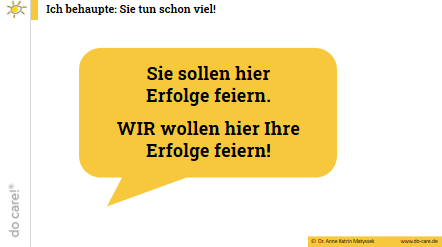 Ich behaupte: Sie tun schon viel!
Sie sollen hier
Erfolge feiern.
WIR wollen hier Ihre
Erfolge feiern!
do care!®
© Dr. Anne Katrin Matyssek www.do-care.de